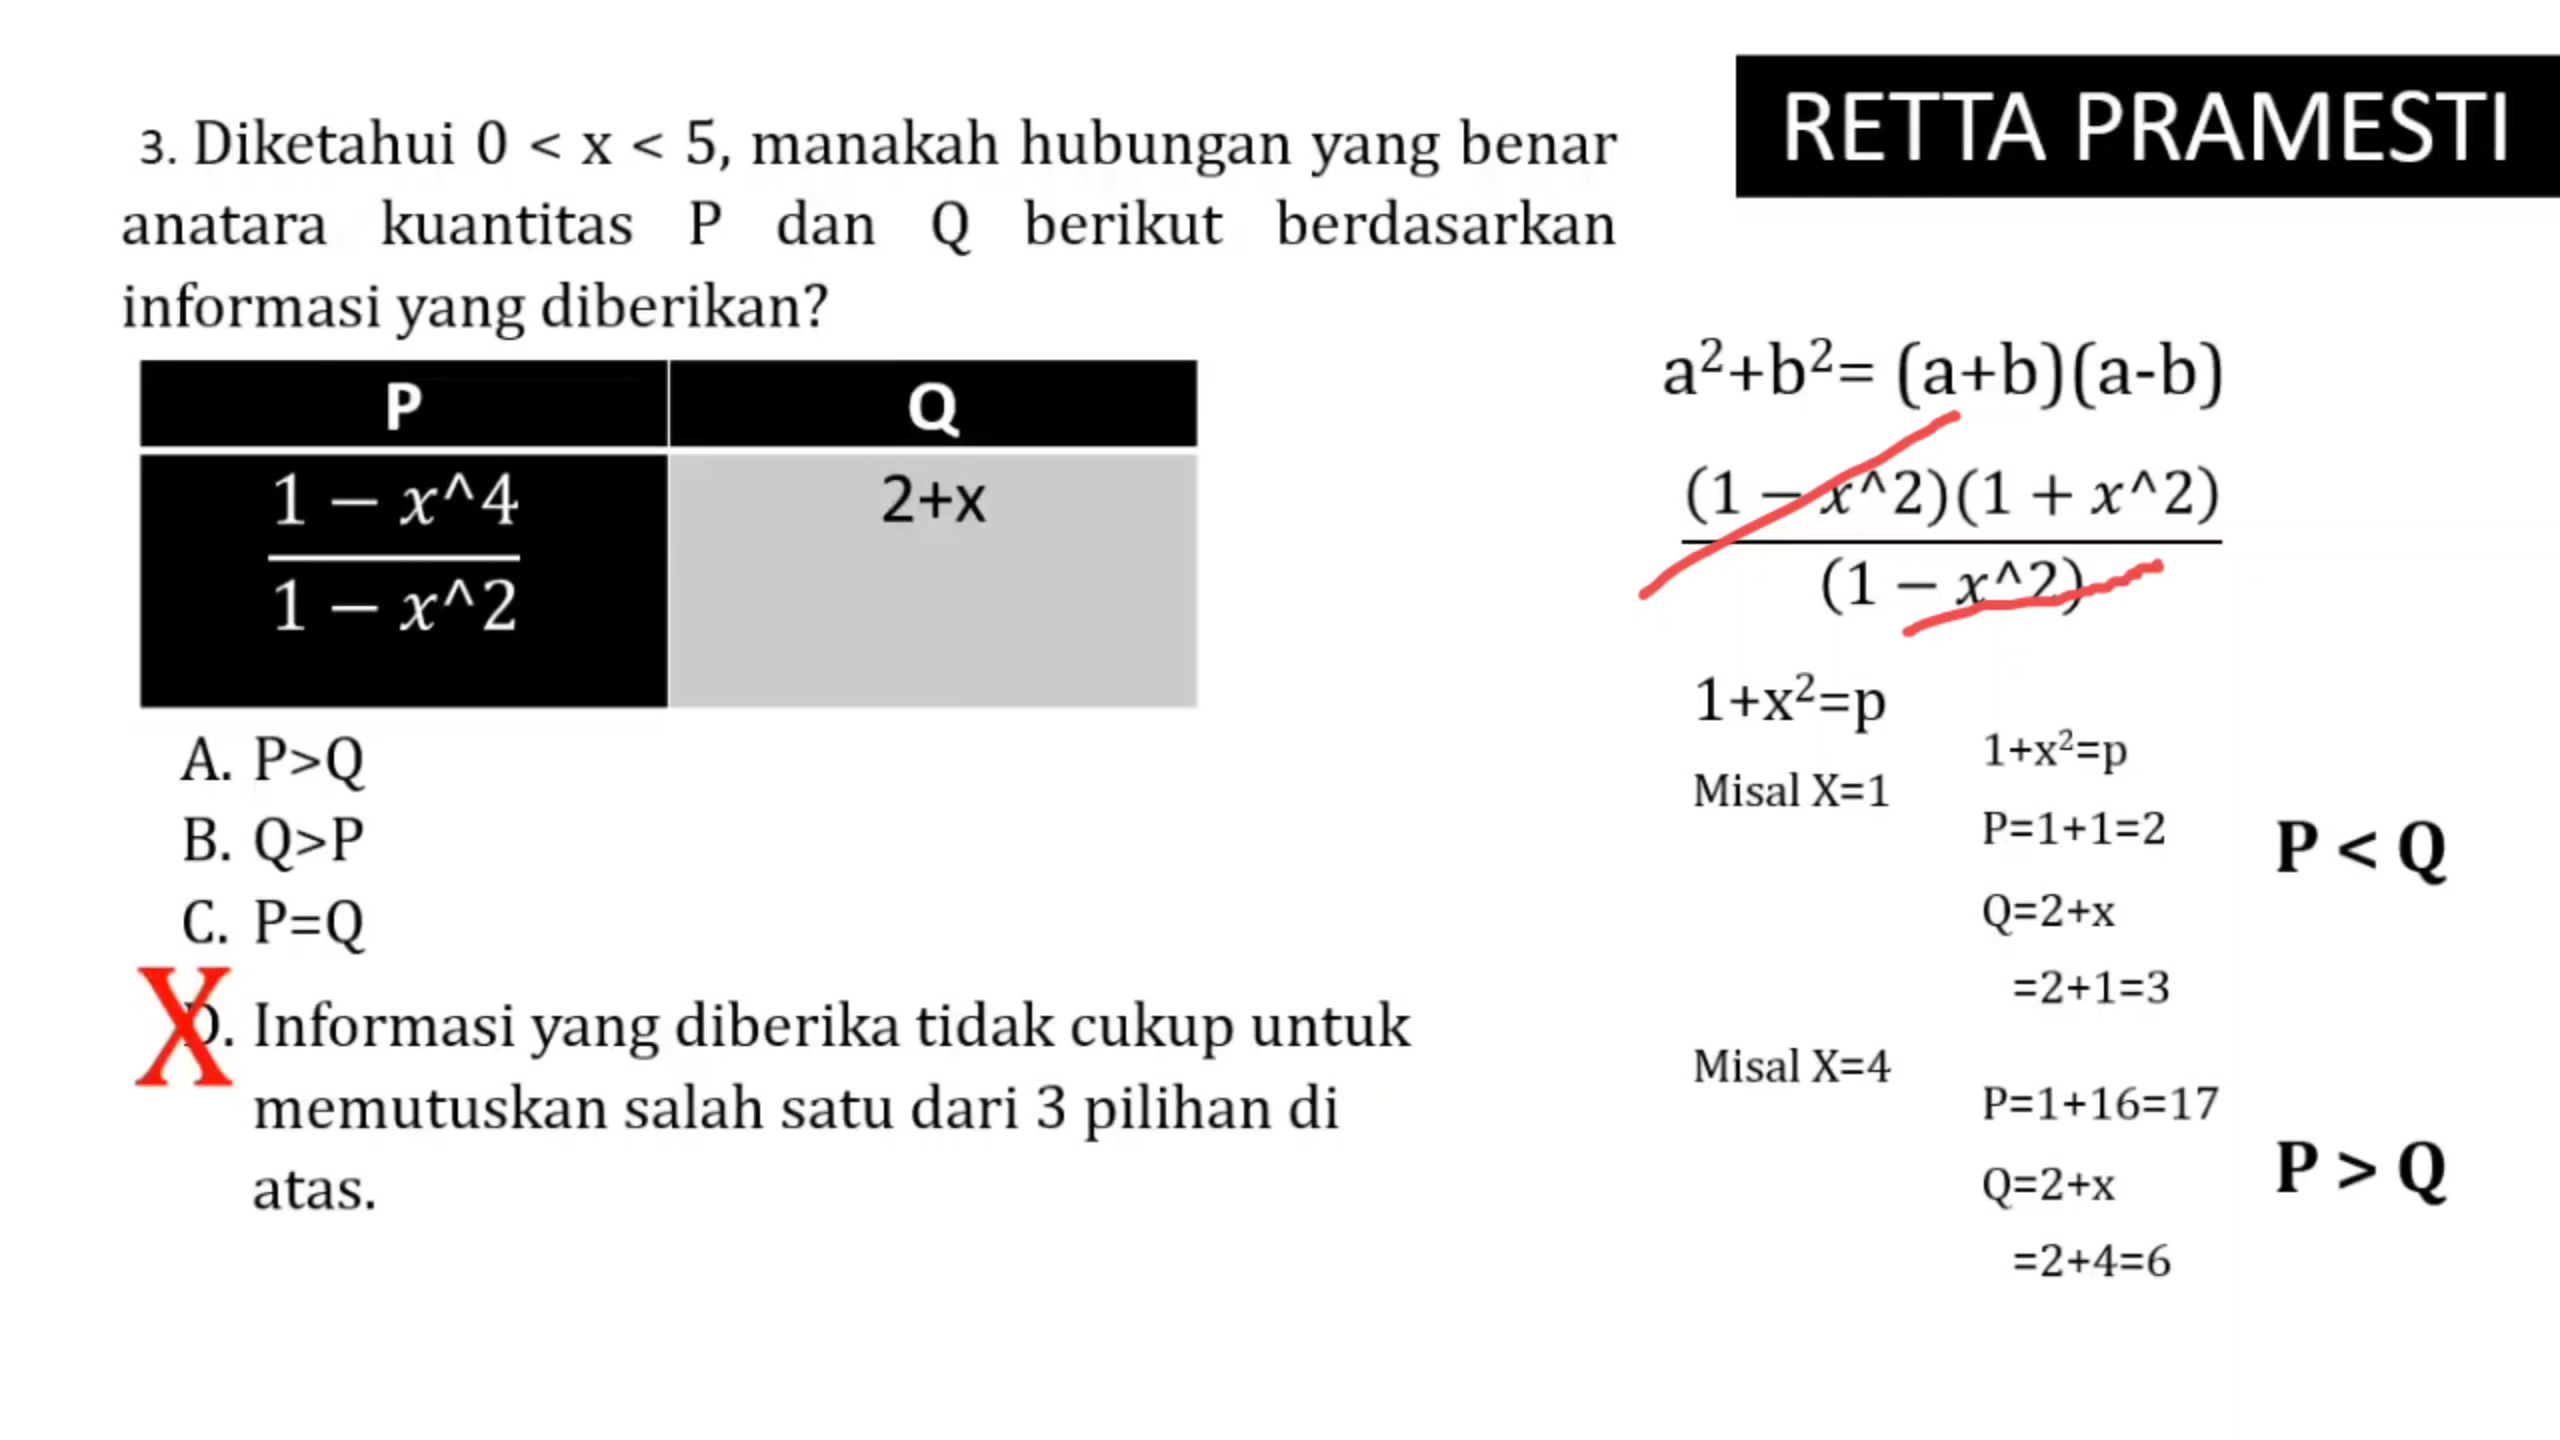 RETTA PRAMESTI
3. Diketahui 0 < x < 5, manakah hubungan yang benar
anatara kuantitas P dan Q berikut berdasarkan
informasi yang diberikan?
P Q
1 − x^4
1 − x^2
2+x
A. P>Q
B. Q>P
C. P=Q
X
D. Informasi yang diberika tidak cukup untuk
memutuskan salah satu dari 3 pilihan di
atas.
a²+b²= (a+b)(a-b)
(1 − x^2)(1 + x^2)
(1 − x^2)
1+x²=p
Misal X=1
1+x²=p
P=1+1=2
Q=2+x
=2+1=3
P < Q
Misal X=4
P=1+16=17
Q=2+x
=2+4=6
P > Q